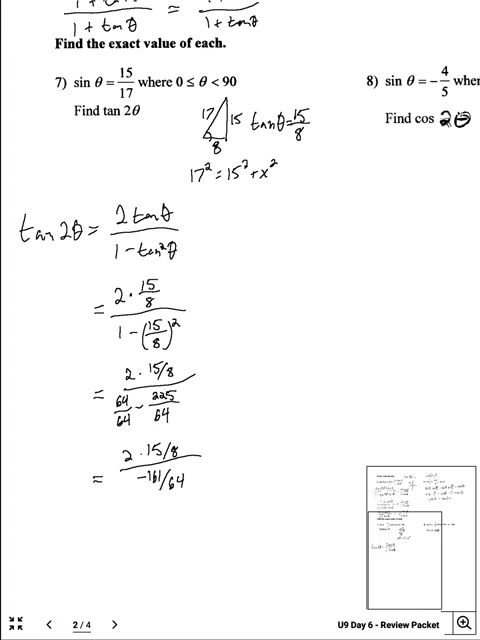 1 + tan θ = 1 + tan θ
Find the exact value of each.
7) sin θ = 15/17 where 0 ≤ θ < 90
8) sin θ = - 4/5 wher
Find tan 2θ
Find cos 2θ
17 15 8 tan θ = 15/8
17² = 15² + x²
tan 2θ = 2 tan θ / 1 - tan² θ
= 2 · 15/8 / 1 - (15/8)²
= 2 · 15/8 / 64/64 - 225/64
= 2 · 15/8 / -161/64
2 / 4
U9 Day 6 - Review Packet